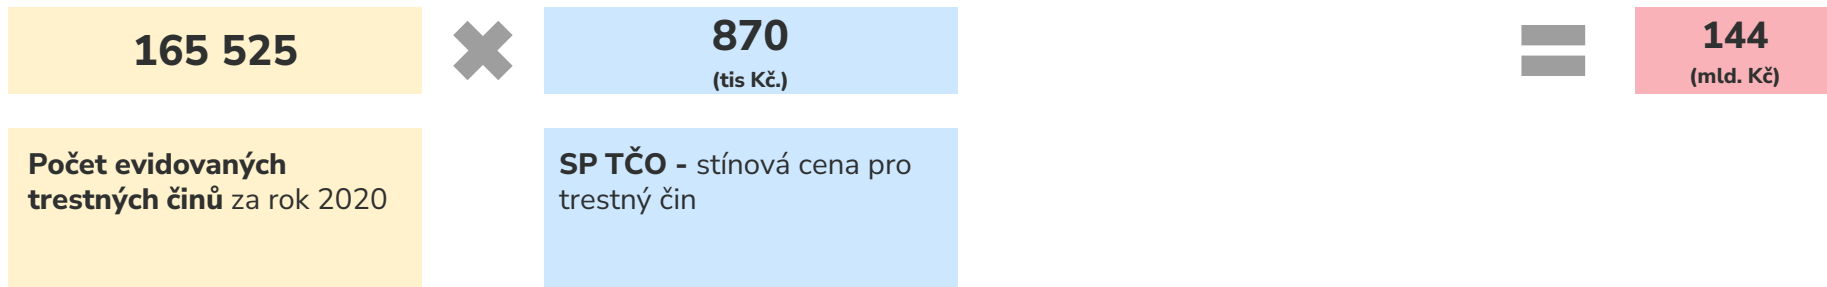 165 525
870
(tis Kč.)
144
(mld. Kč)
Počet evidovaných
trestných činů za rok 2020
SP TČO - stínová cena pro
trestný čin